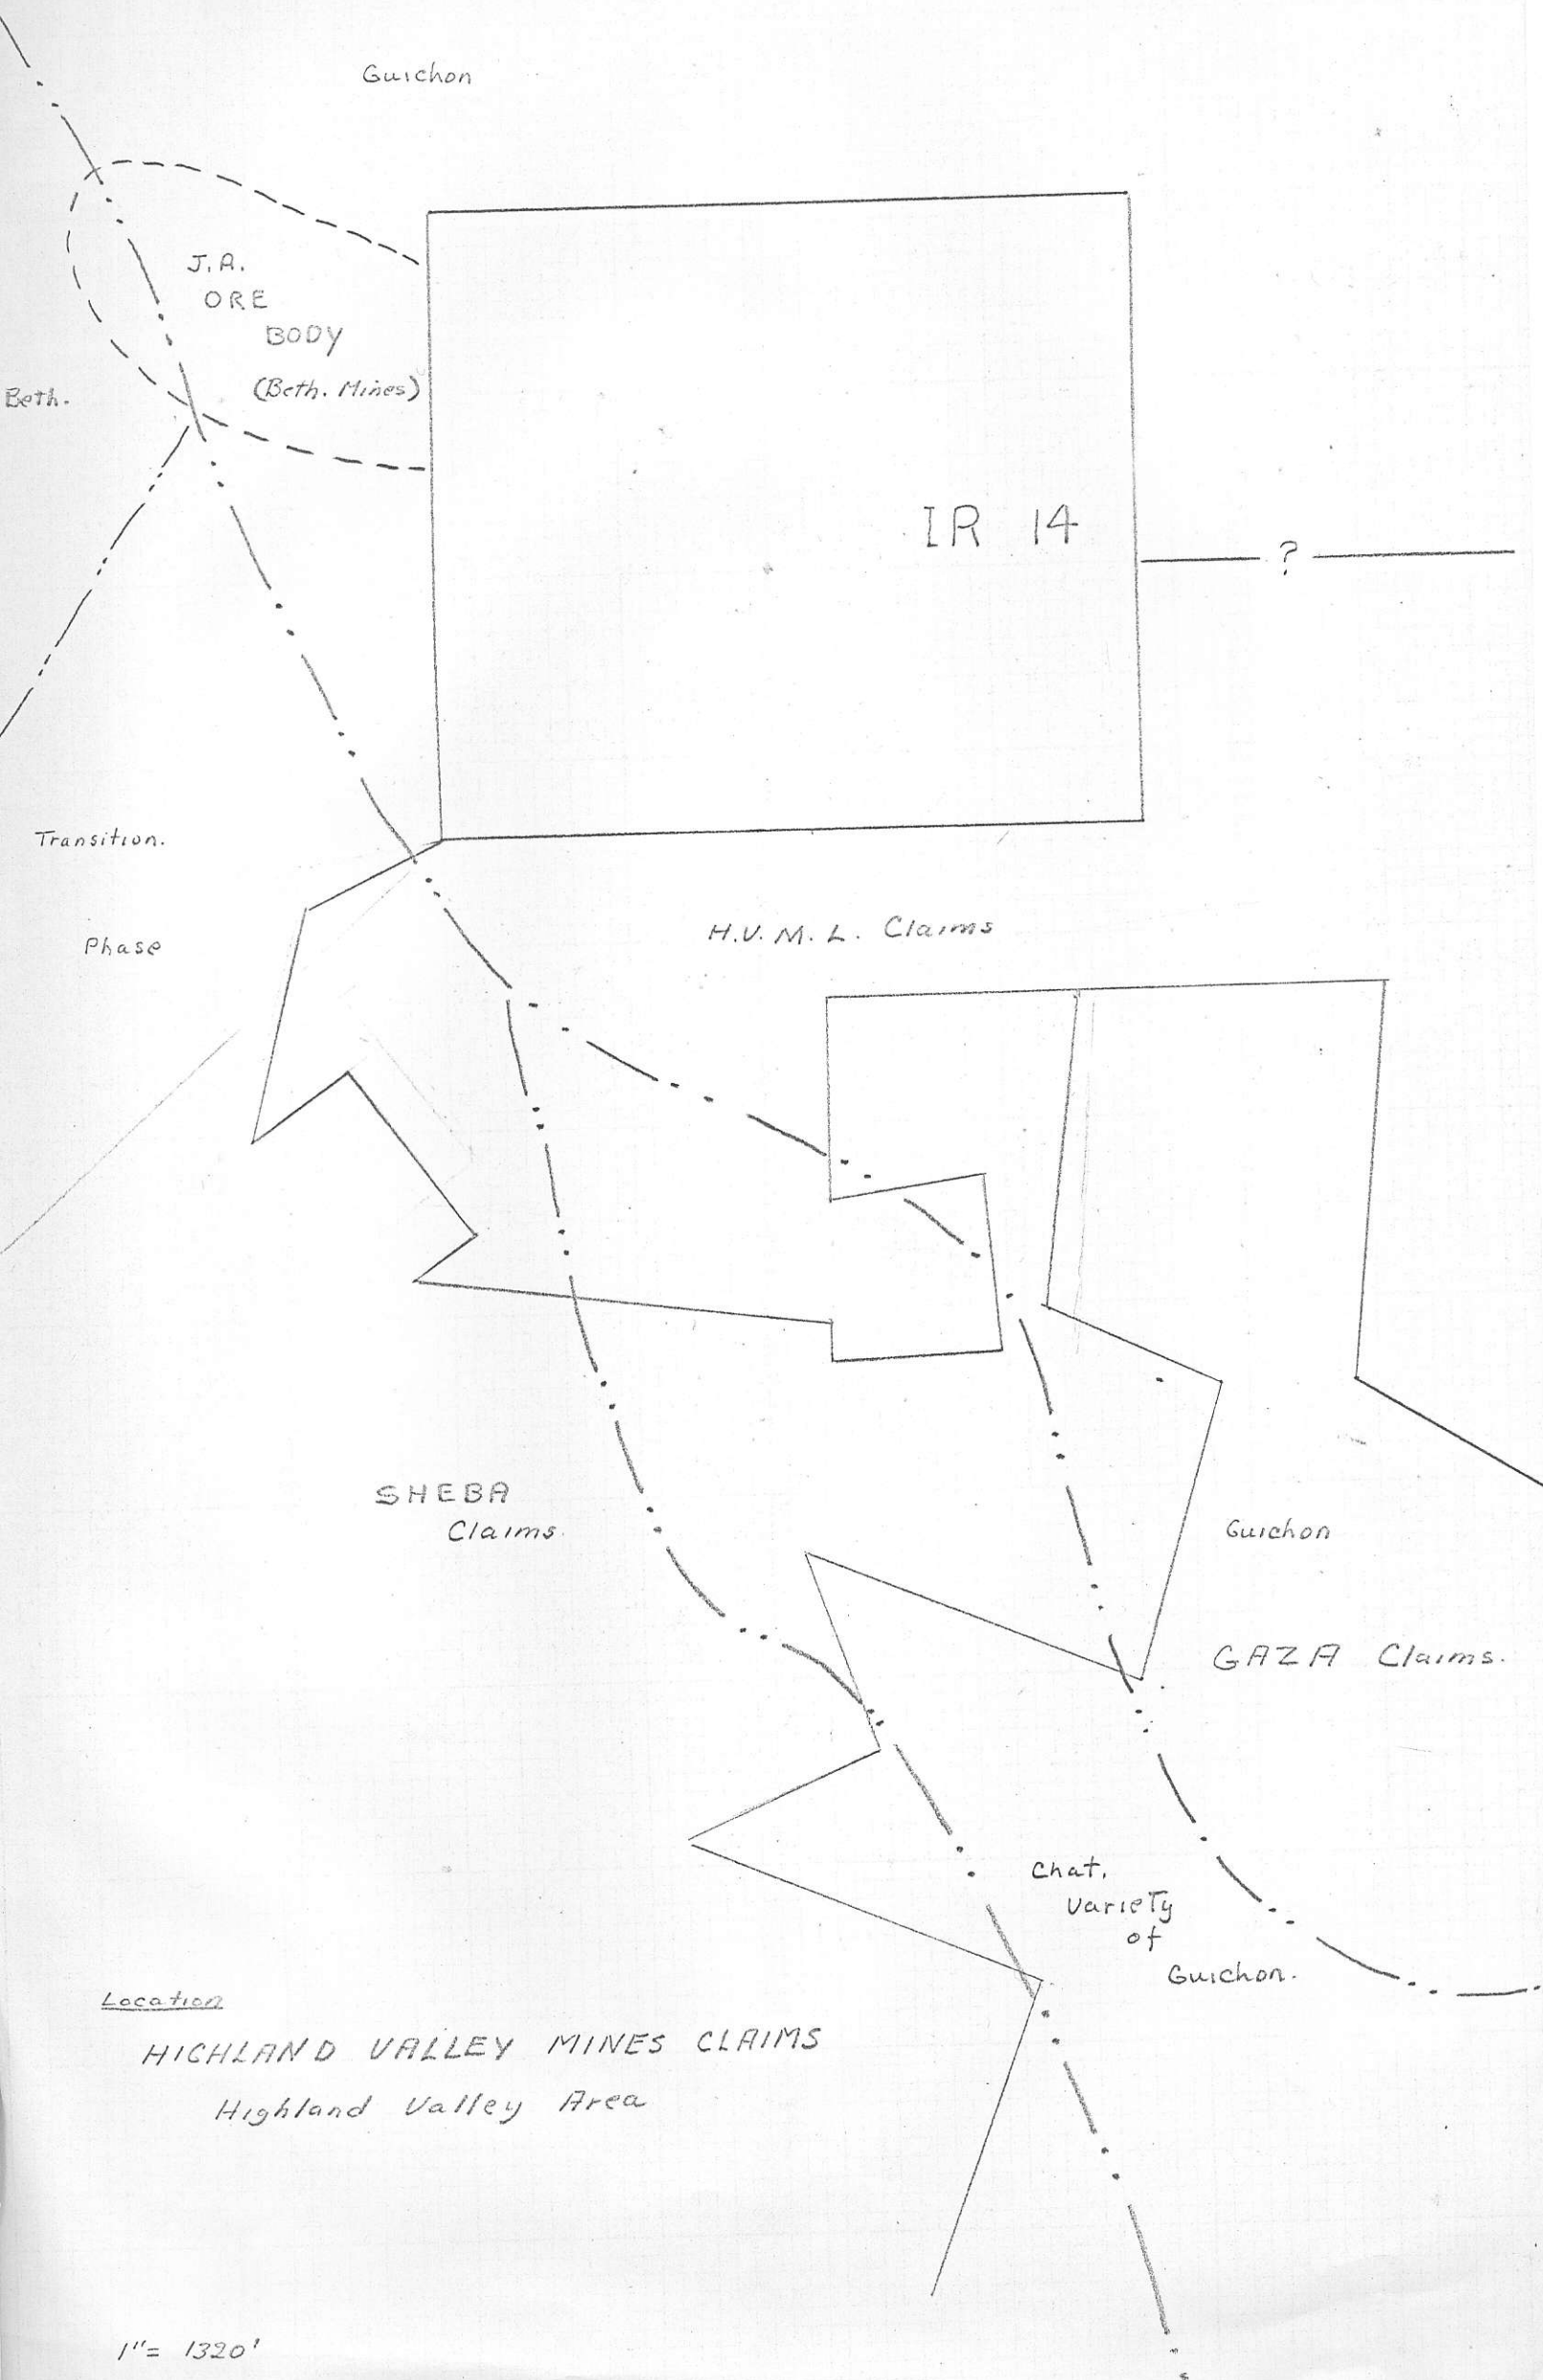 Guichon
J. A.
ORE
BODY
(Beth. Mines)
Beth.
IR 14
?
Transition.
Phase
H.V.M.L. Claims
SHEBA
Claims.
Guichon
GAZA Claims.
Chat.
Variety
of
Guichon.
Location
HIGHLAND VALLEY MINES CLAIMS
Highland Valley Area
1"= 1320'